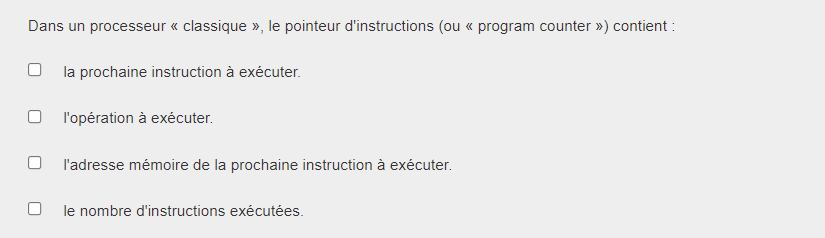 Dans un processeur « classique », le pointeur d'instructions (ou « program counter ») contient :
la prochaine instruction à exécuter.
l'opération à exécuter.
l'adresse mémoire de la prochaine instruction à exécuter.
le nombre d'instructions exécutées.